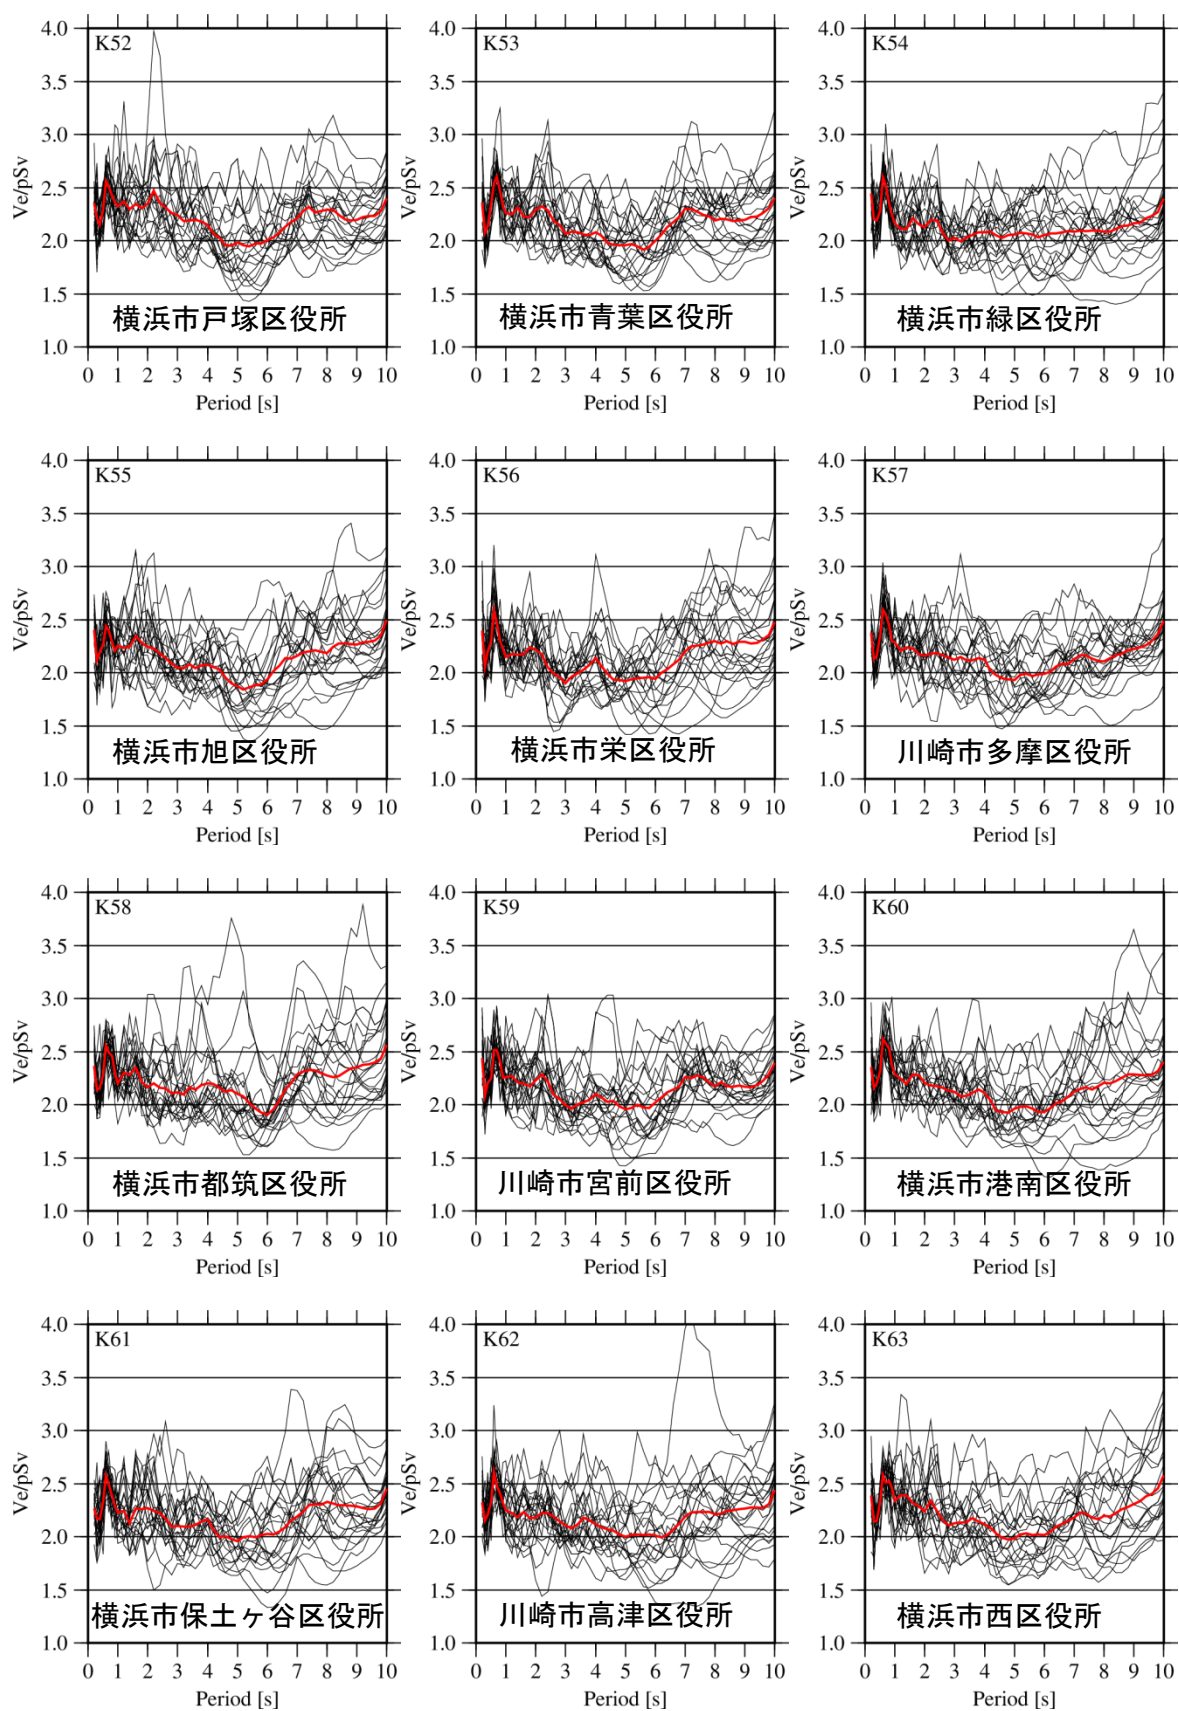 4.0 4.0 4.0
K52 K53 K54
3.5 3.5 3.5
3.0 3.0 3.0
Ve/pSv Ve/pSv Ve/pSv
2.5 2.5 2.5
2.0 2.0 2.0
1.5 1.5 1.5
横浜市戸塚区役所 横浜市青葉区役所 横浜市緑区役所
1.0 1.0 1.0
0 1 2 3 4 5 6 7 8 9 10 0 1 2 3 4 5 6 7 8 9 10 0 1 2 3 4 5 6 7 8 9 10
Period [s] Period [s] Period [s]
4.0 4.0 4.0
K55 K56 K57
3.5 3.5 3.5
3.0 3.0 3.0
Ve/pSv Ve/pSv Ve/pSv
2.5 2.5 2.5
2.0 2.0 2.0
1.5 1.5 1.5
横浜市旭区役所 横浜市栄区役所 川崎市多摩区役所
1.0 1.0 1.0
0 1 2 3 4 5 6 7 8 9 10 0 1 2 3 4 5 6 7 8 9 10 0 1 2 3 4 5 6 7 8 9 10
Period [s] Period [s] Period [s]
4.0 4.0 4.0
K58 K59 K60
3.5 3.5 3.5
3.0 3.0 3.0
Ve/pSv Ve/pSv Ve/pSv
2.5 2.5 2.5
2.0 2.0 2.0
1.5 1.5 1.5
横浜市都筑区役所 川崎市宮前区役所 横浜市港南区役所
1.0 1.0 1.0
0 1 2 3 4 5 6 7 8 9 10 0 1 2 3 4 5 6 7 8 9 10 0 1 2 3 4 5 6 7 8 9 10
Period [s] Period [s] Period [s]
4.0 4.0 4.0
K61 K62 K63
3.5 3.5 3.5
3.0 3.0 3.0
Ve/pSv Ve/pSv Ve/pSv
2.5 2.5 2.5
2.0 2.0 2.0
1.5 1.5 1.5
横浜市保土ヶ谷区役所 川崎市高津区役所 横浜市西区役所
1.0 1.0 1.0
0 1 2 3 4 5 6 7 8 9 10 0 1 2 3 4 5 6 7 8 9 10 0 1 2 3 4 5 6 7 8 9 10
Period [s] Period [s] Period [s]